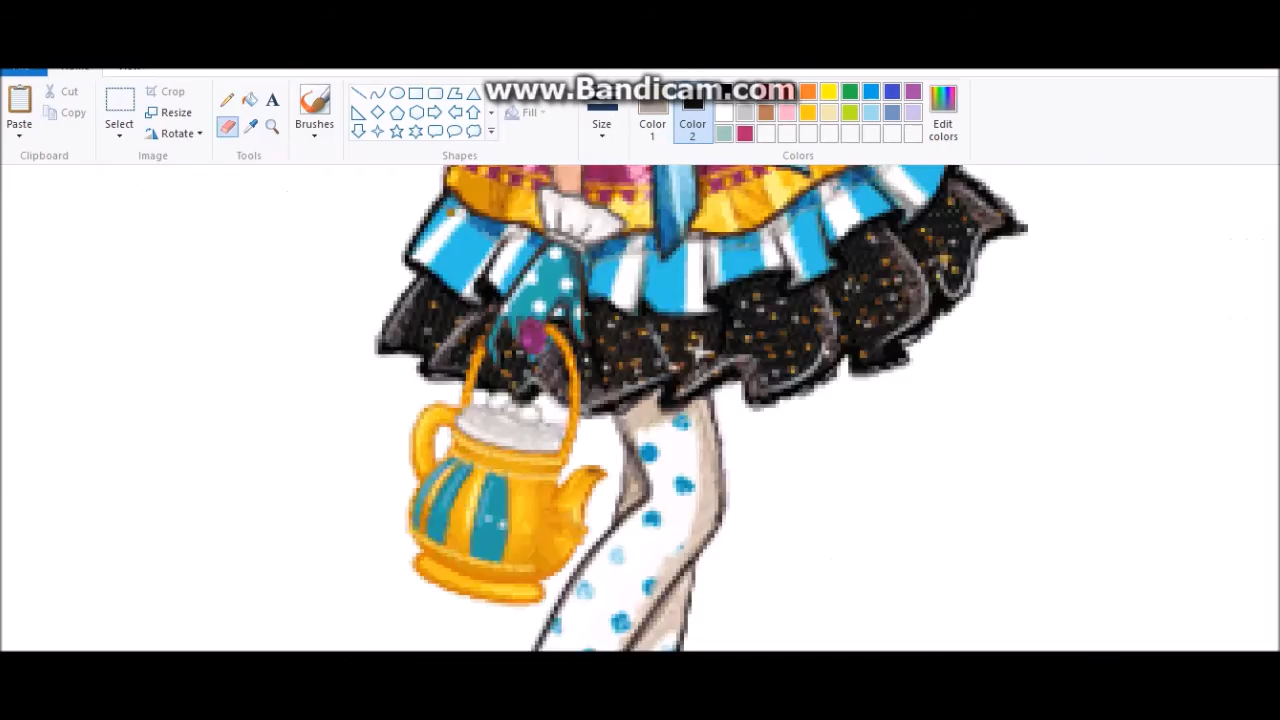 www.Bandicam.com
Cut
Crop
Copy
Resize
Fill
Paste
Select
Rotate
Brushes
Size
Color 1
Color 2
Edit colors
Clipboard
Image
Tools
Shapes
Colors